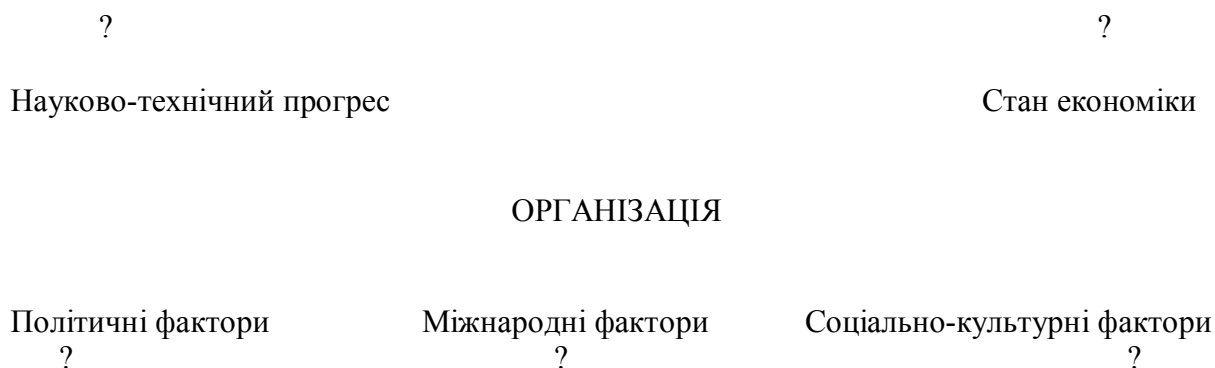 ? ?
Науково-технічний прогрес Стан економіки
ОРГАНІЗАЦІЯ
Політичні фактори Міжнародні фактори Соціально-культурні фактори
? ? ?